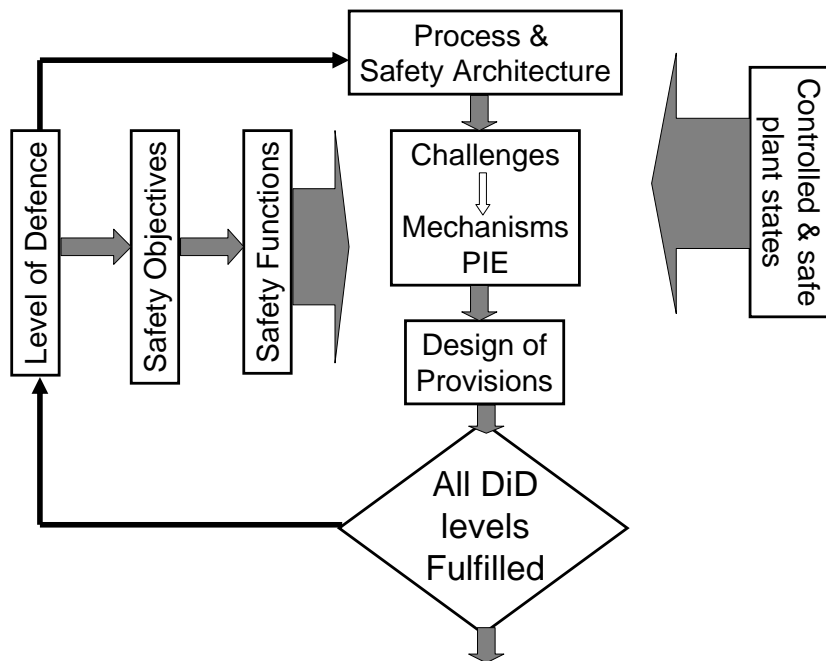 Process &
Safety Architecture
Level of Defence
Safety Objectives
Safety Functions
Challenges
Mechanisms
PIE
Controlled & safe
plant states
Design of
Provisions
All DiD
levels
Fulfilled